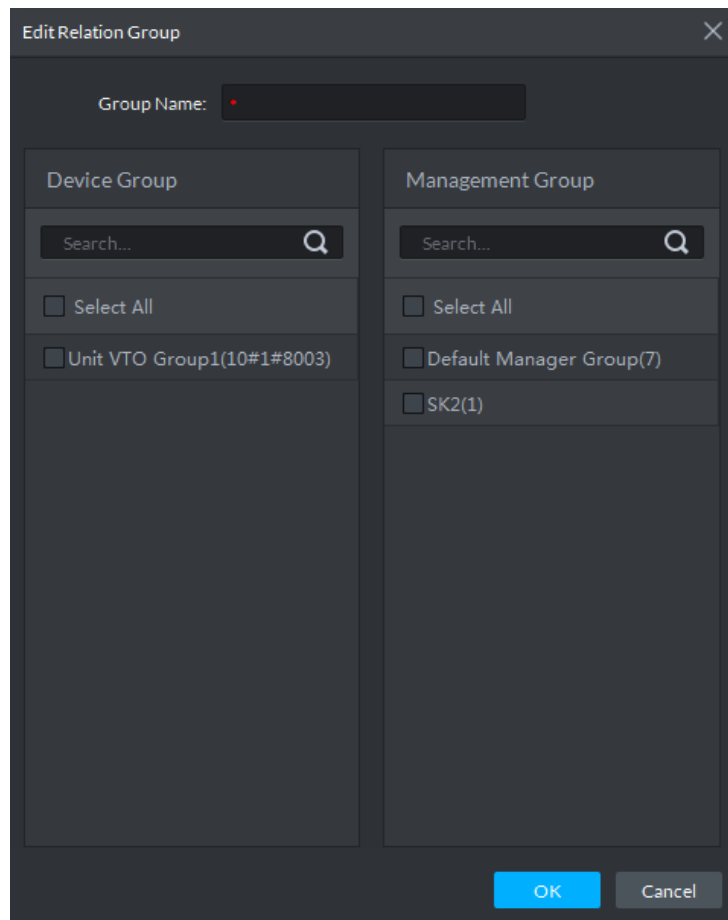 Edit Relation Group
Group Name:
Device Group
Search...
Select All
Unit VTO Group1(10#1#8003)
Management Group
Search...
Select All
Default Manager Group(7)
SK2(1)
OK
Cancel